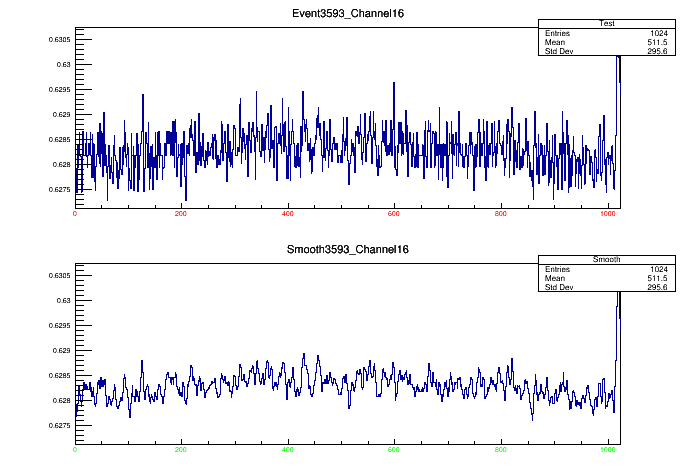 Event3593_Channel16
Test
Entries 1024
Mean 511.5
Std Dev 295.6
0.6305
0.63
0.6295
0.629
0.6285
0.628
0.6275
0 200 400 600 800 1000
Smooth3593_Channel16
Smooth
Entries 1024
Mean 511.5
Std Dev 295.6
0.6305
0.63
0.6295
0.629
0.6285
0.628
0.6275
0 200 400 600 800 1000